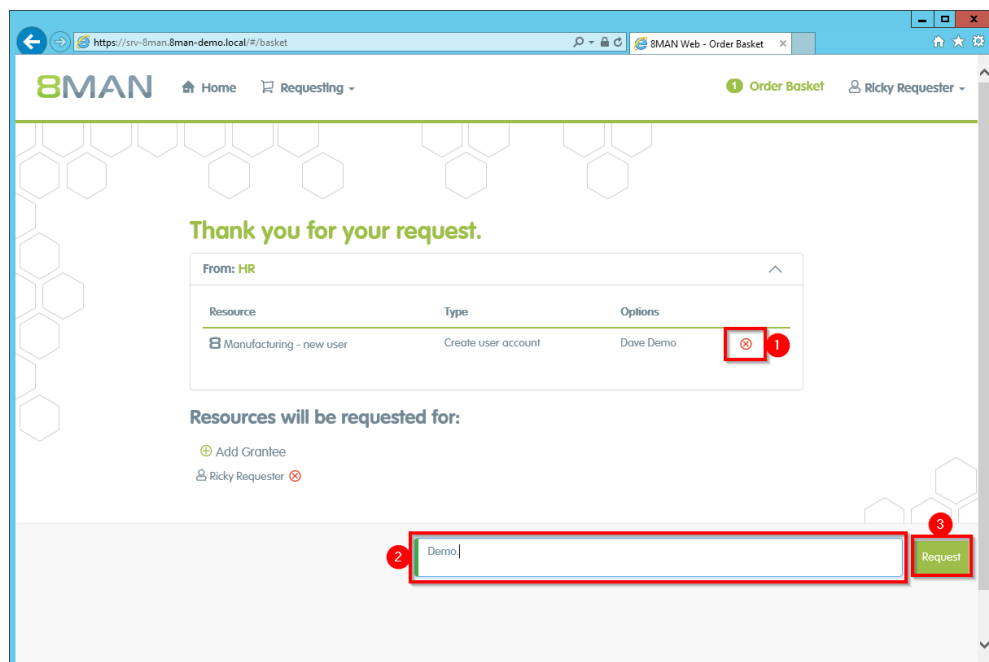 https://srv-8man.8man-demo.local/#/basket
8MAN Web - Order Basket
8MAN Home Requesting 1 Order Basket Ricky Requester
Thank you for your request.
From: HR
Resource Type Options
8 Manufacturing - new user Create user account Dave Demo 1
Resources will be requested for:
Add Grantee
Ricky Requester
3
2 Demo. Request